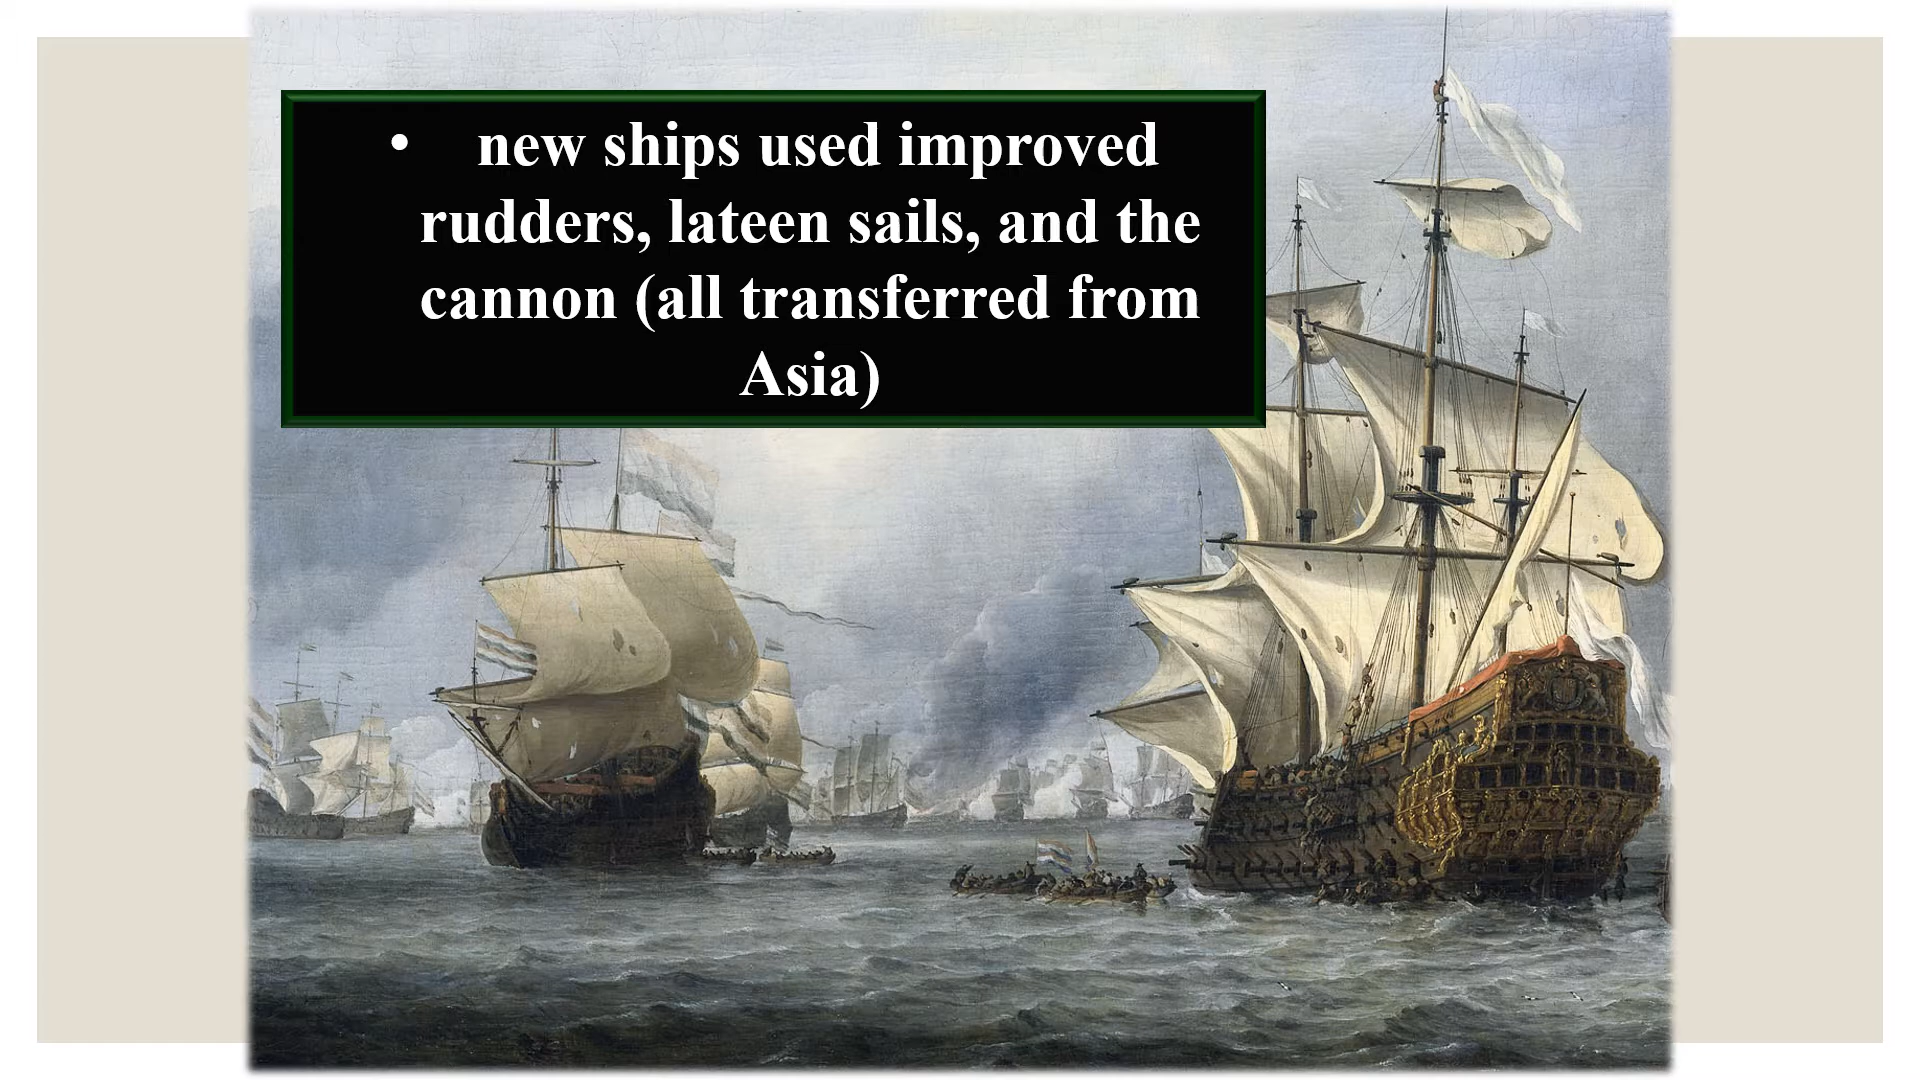 • new ships used improved
rudders, lateen sails, and the
cannon (all transferred from
Asia)